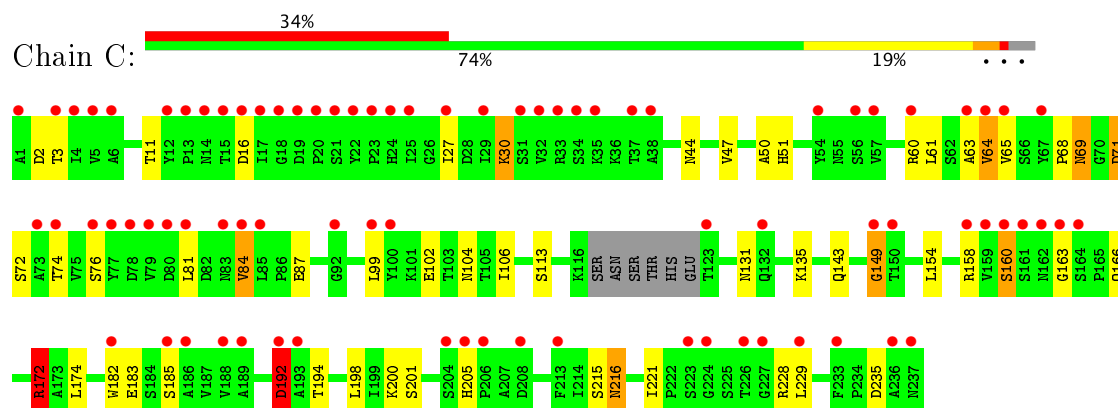 34%
Chain C:
74% 19% • • •
A1 D2 T3 I4 V5 A6 T11 Y12 P13 N14 T15 D16 I17 G18 D19 P20 S21 Y22 P23 H24 I25 G26 I27 D28 I29 K30 S31 V32 R33 S34 K35 K36 T37 A38 N44 V47 A50 H51 Y54 N55 S56 V57 R60 L61 S62 A63 V64 V65 S66 Y67 P68 N69 G70 D71
S72 A73 T74 V75 S76 Y77 D78 V79 D80 L81 D82 N83 V84 L85 P86 E87 G92 L99 Y100 K101 E102 T103 N104 T105 I106 S113 K116 SER ASN SER THR HIS GLU T123 N131 Q132 K135 Q143 G149 T150 L154 R158 V159 S160 S161 N162 G163 S164 P165 Q166
R172 A173 L174 W182 E183 S184 S185 A186 V187 V188 A189 D192 A193 T194 L198 I199 K200 S201 S204 H205 P206 A207 D208 F213 I214 S215 N216 I221 P222 S223 G224 S225 T226 G227 R228 L229 F233 P234 D235 A236 N237